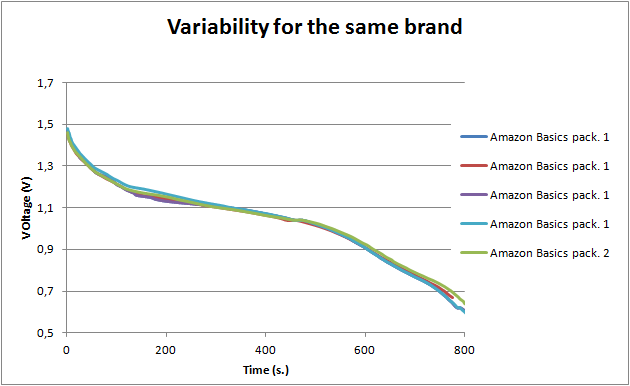 Variability for the same brand
1,7
1,5
1,3
1,1
0,9
0,7
0,5
0
200
400
600
800
VOltage (V)
Time (s.)
Amazon Basics pack. 1
Amazon Basics pack. 1
Amazon Basics pack. 1
Amazon Basics pack. 1
Amazon Basics pack. 2